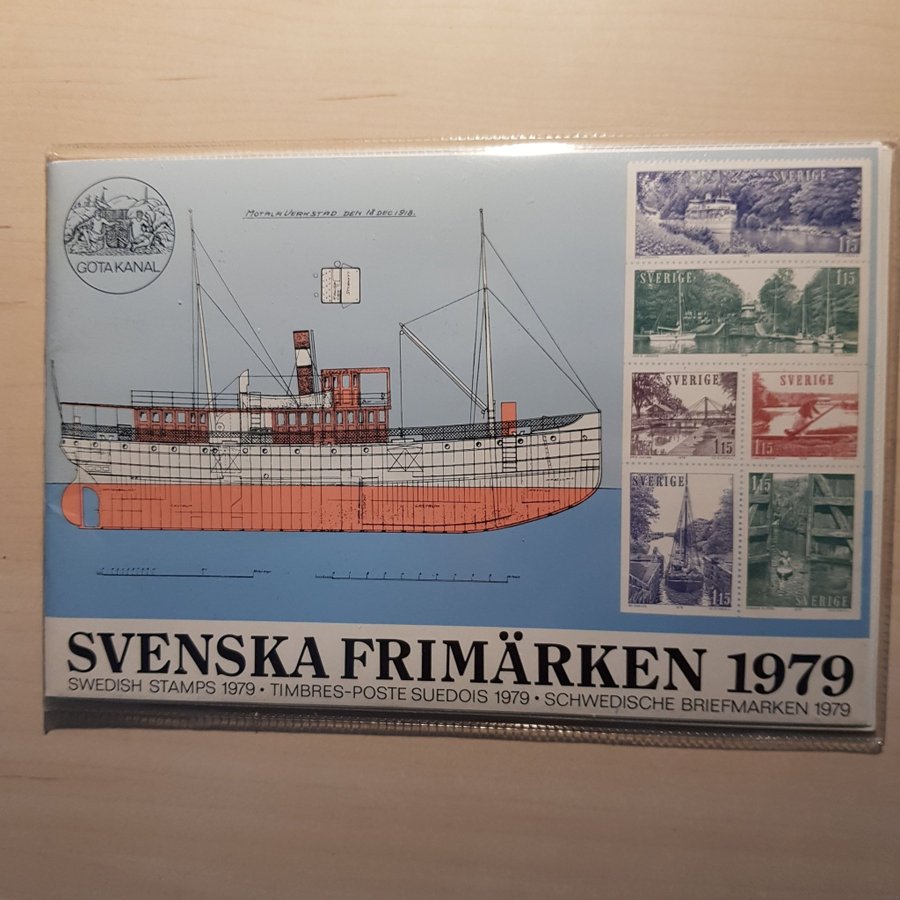 GÖTA KANAL
MOTALA VERKSTAD DEN 18 DEC 1918.
SVERIGE
115
SVERIGE
115
SVERIGE
115
SVERIGE
115
SVERIGE
115
115
SVERIGE
SVENSKA FRIMÄRKEN 1979
SWEDISH STAMPS 1979 · TIMBRES-POSTE SUEDOIS 1979 · SCHWEDISCHE BRIEFMARKEN 1979